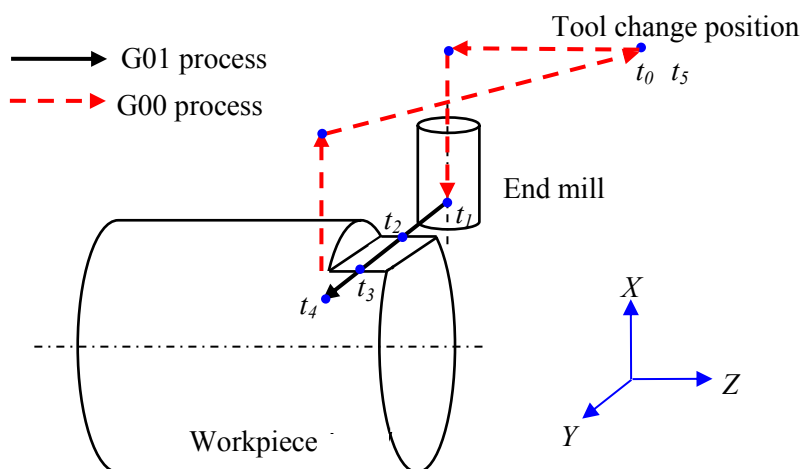 Tool change position
G01 process
t0 t5
G00 process
End mill
t1
t2
t3
t4
X
Z
Y
Workpiece